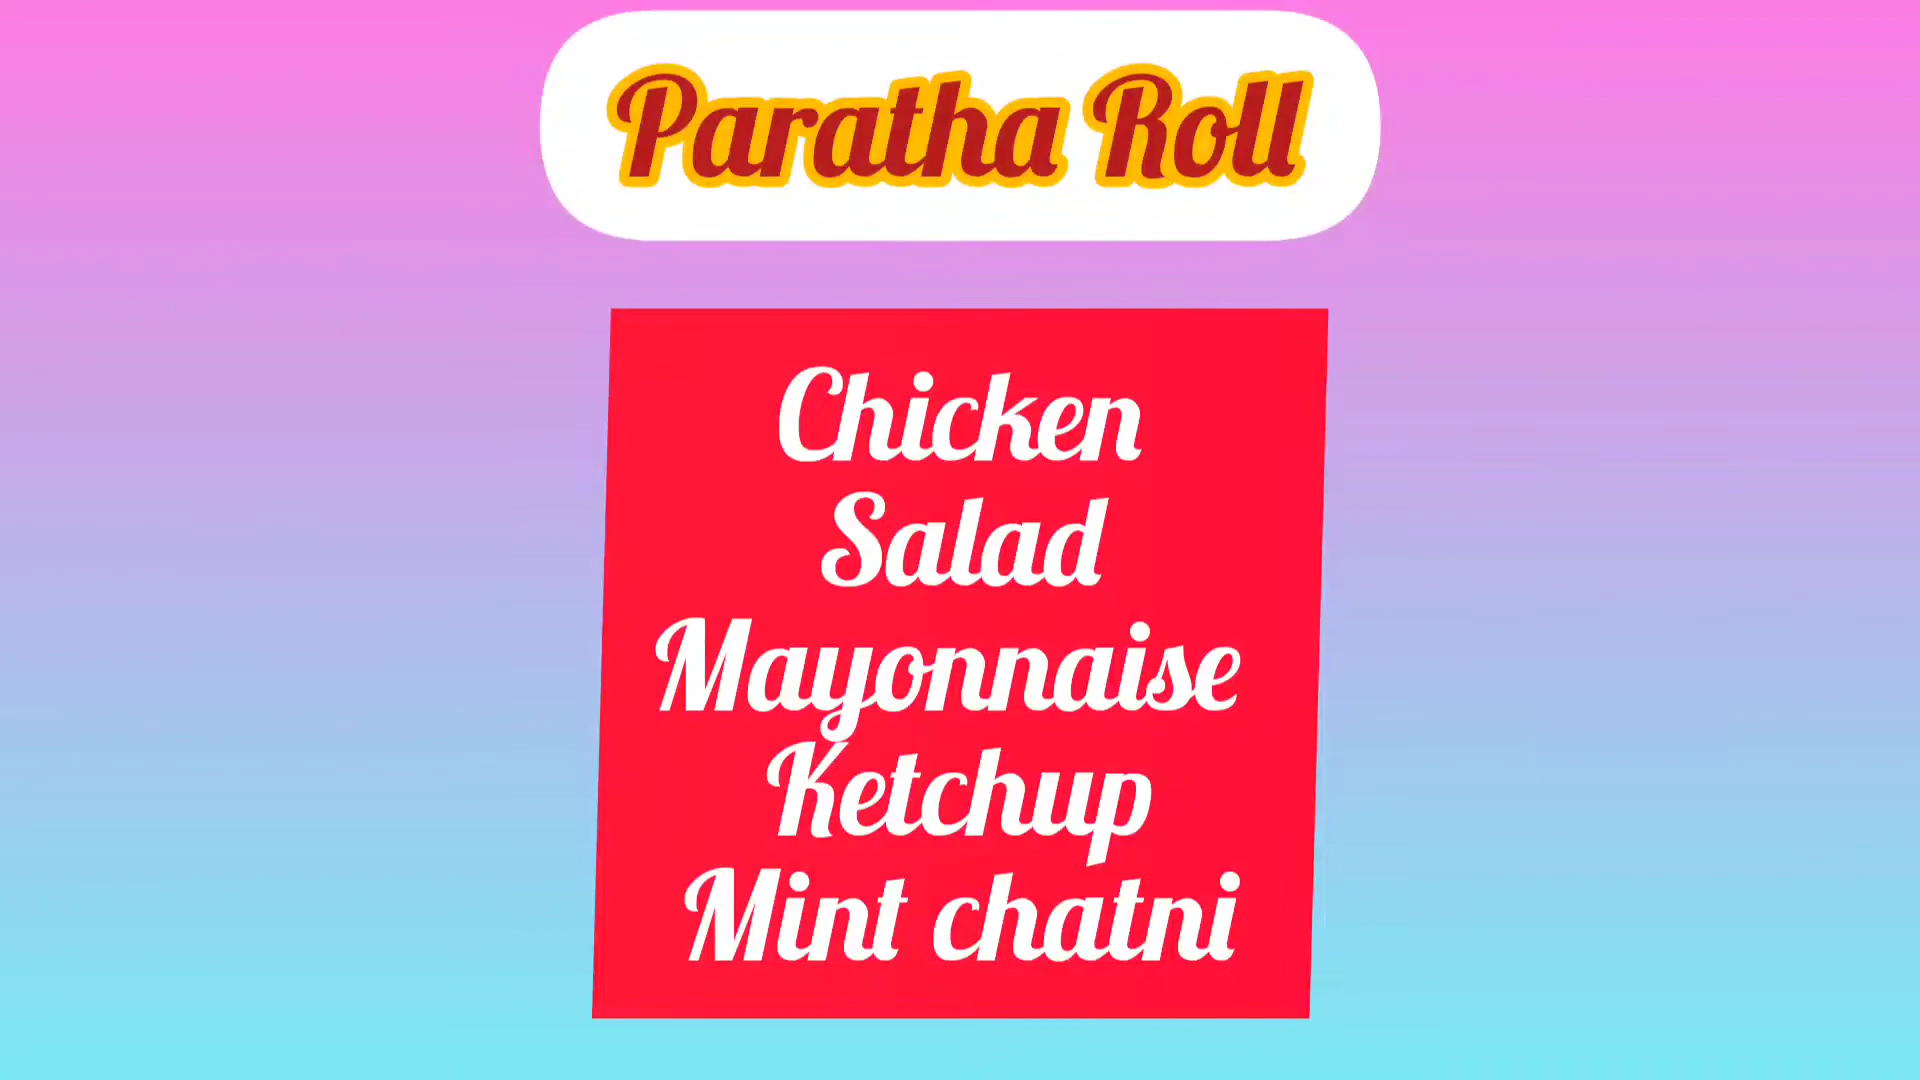 Paratha Roll
Chicken
Salad
Mayonnaise
Ketchup
Mint chatni